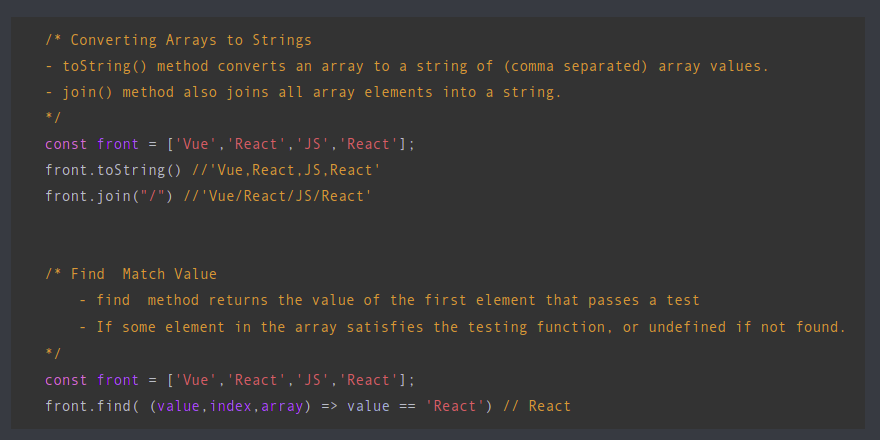 /* Converting Arrays to Strings
- toString() method converts an array to a string of (comma separated) array values.
- join() method also joins all array elements into a string.
*/
const front = ['Vue','React','JS','React'];
front.toString() //'Vue,React,JS,React'
front.join("/") //'Vue/React/JS/React'
/* Find  Match Value
    - find  method returns the value of the first element that passes a test
    - If some element in the array satisfies the testing function, or undefined if not found.
*/
const front = ['Vue','React','JS','React'];
front.find( (value,index,array) => value == 'React') // React